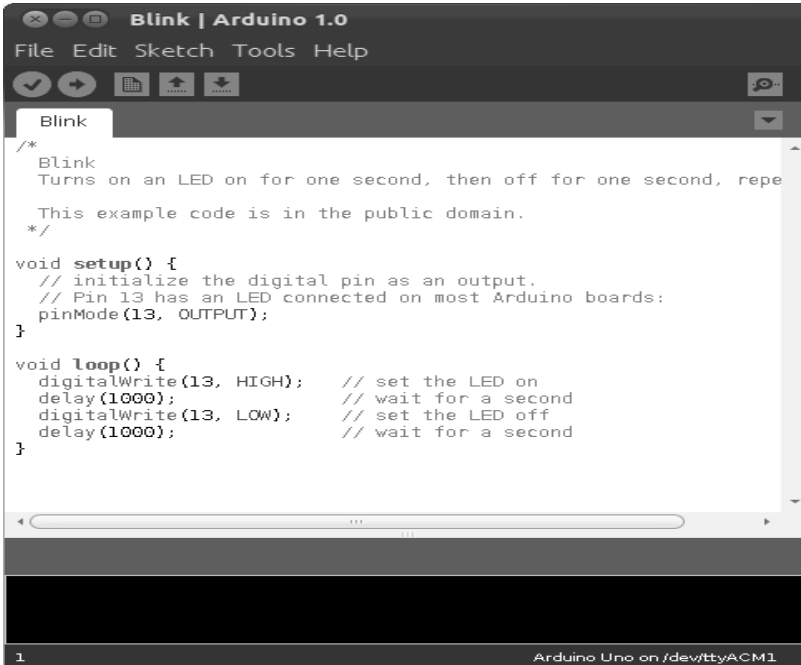 Blink | Arduino 1.0
File Edit Sketch Tools Help
Blink
/*
Blink
Turns on an LED on for one second, then off for one second, repe
This example code is in the public domain.
*/
void setup() {
// initialize the digital pin as an output.
// Pin 13 has an LED connected on most Arduino boards:
pinMode(13, OUTPUT);
}
void loop() {
digitalWrite(13, HIGH); // set the LED on
delay(1000); // wait for a second
digitalWrite(13, LOW); // set the LED off
delay(1000); // wait for a second
}
1 Arduino Uno on /dev/ttyACM1